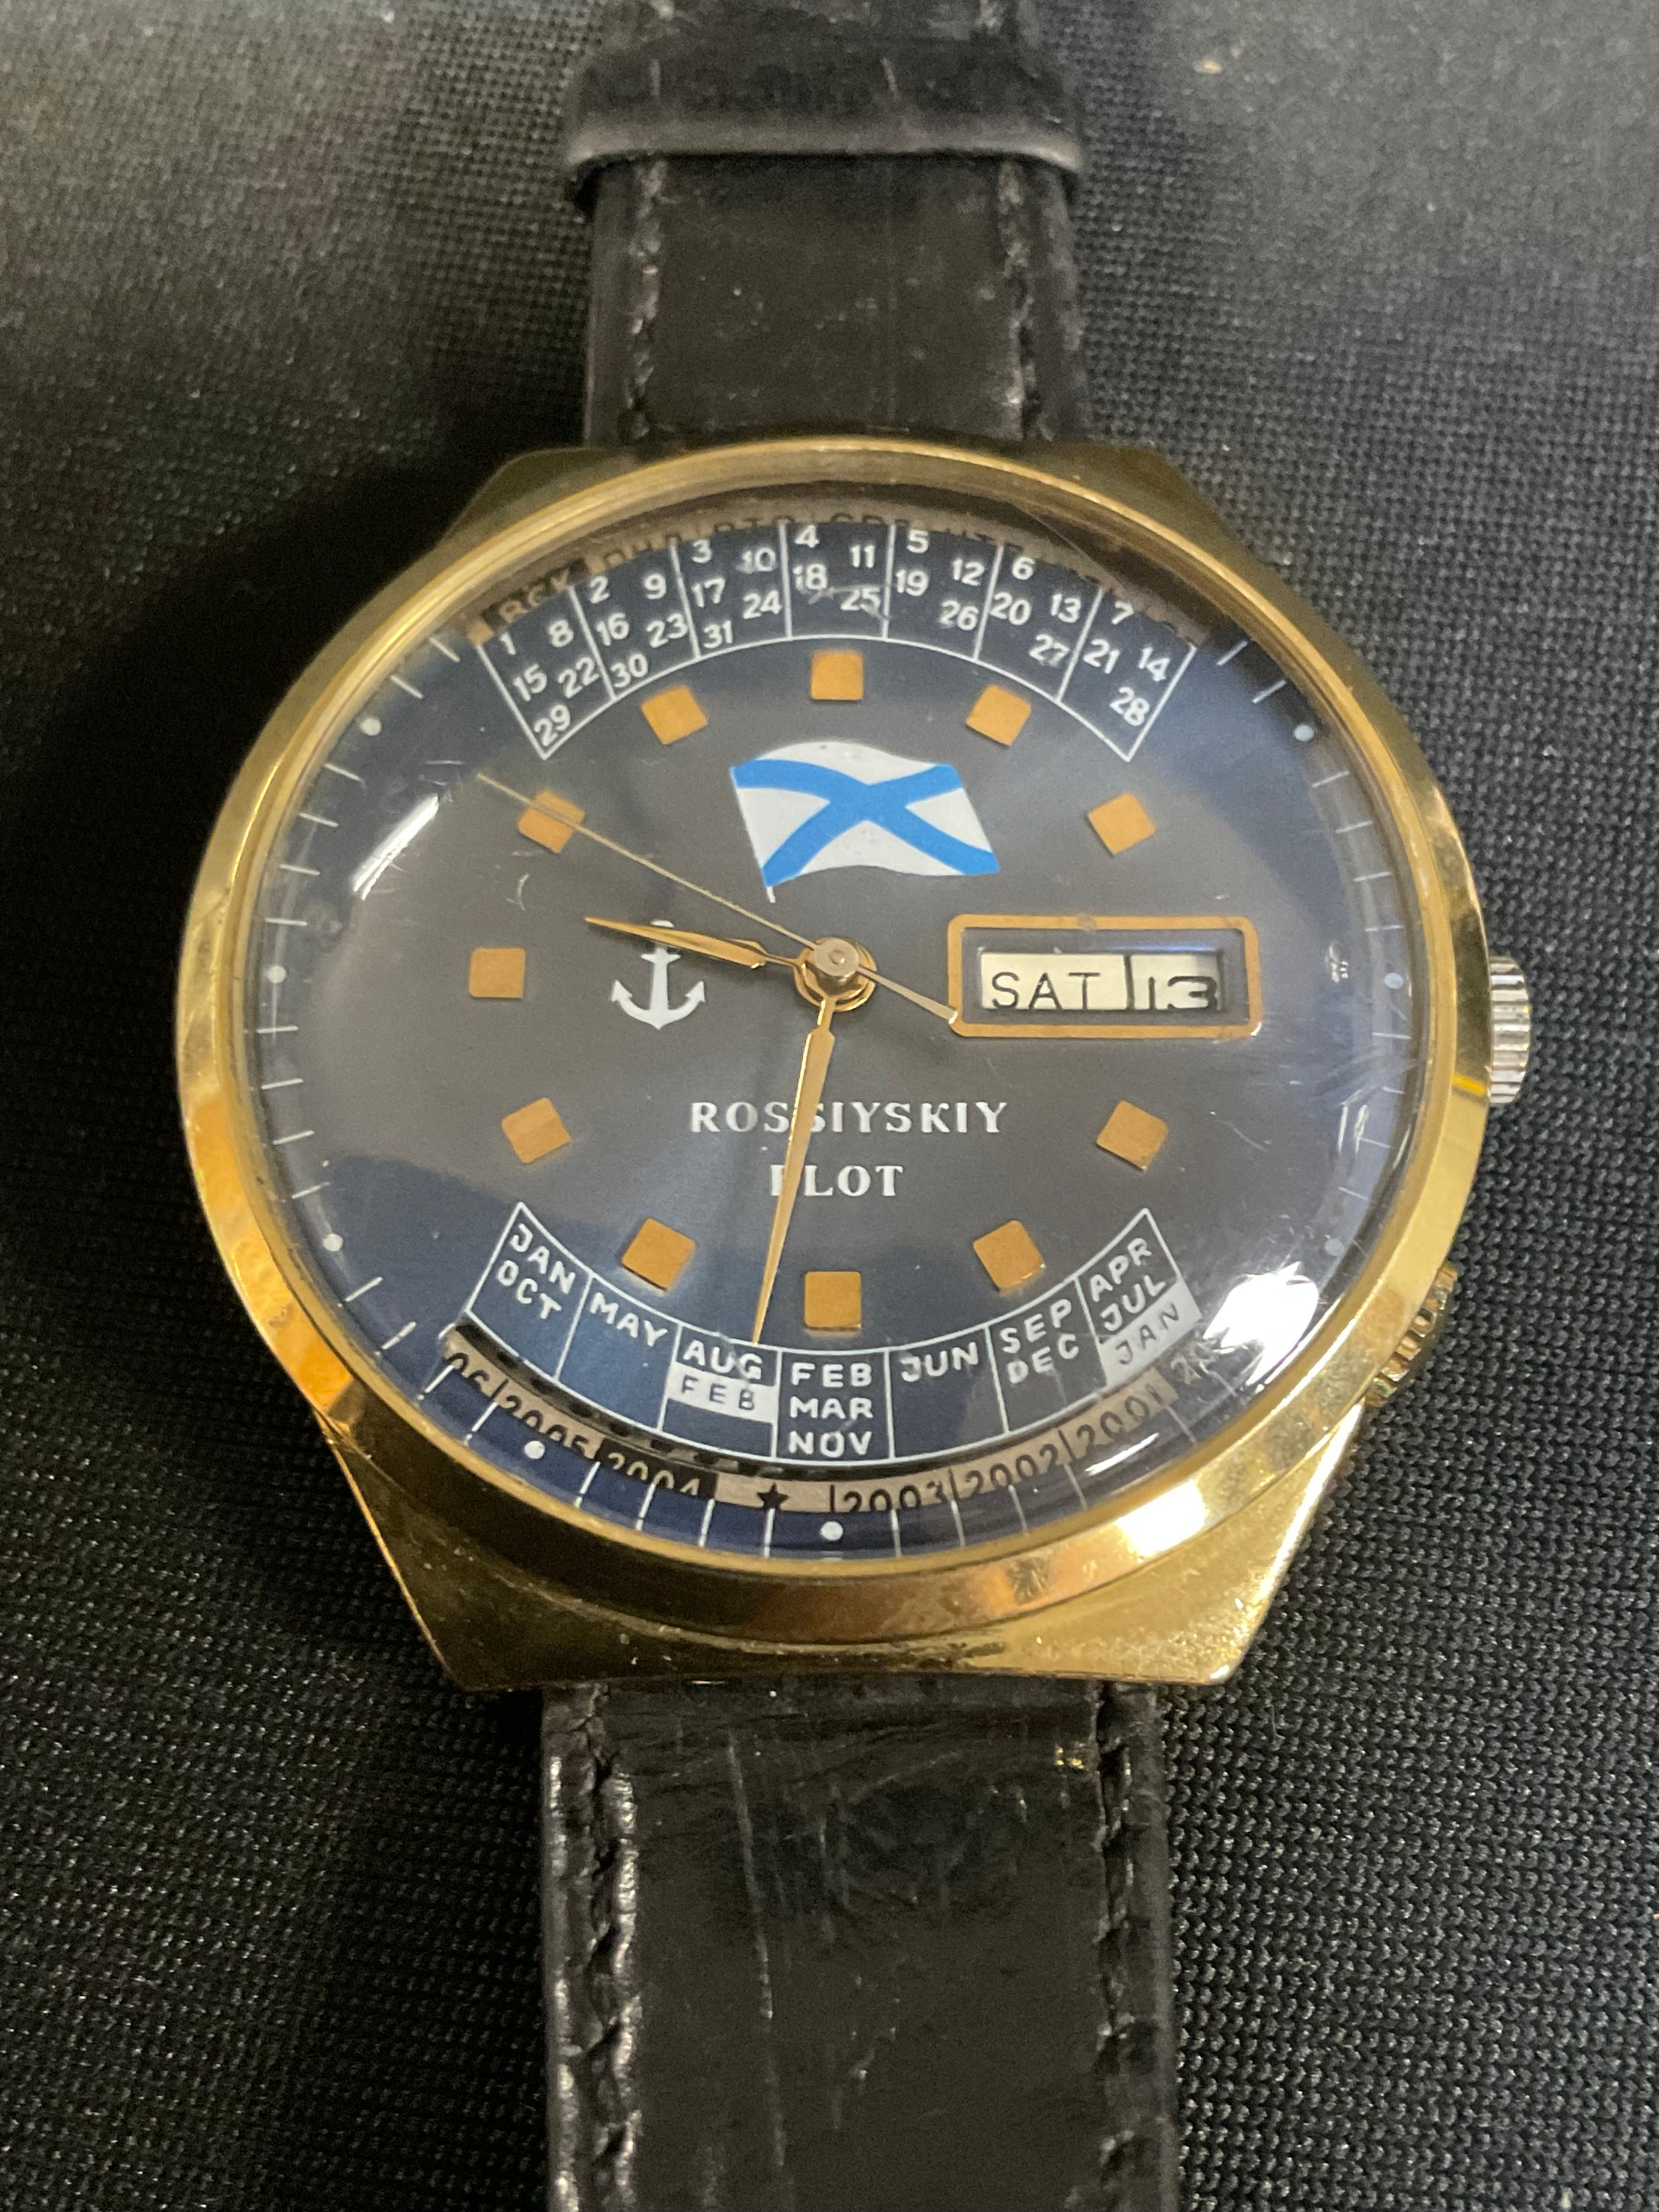 1 8 15 22 29
2 9 16 23 30
3 10 17 24 31
4 11 18 25
5 12 19 26
6 13 20 27
7 14 21 28
SAT 13
ROSSIYSKIY
FLOT
JAN OCT
MAY
AUG FEB
FEB MAR NOV
JUN
SEP DEC
APR JUL JAN
06 2005 2004 ★ 2003 2002 2001